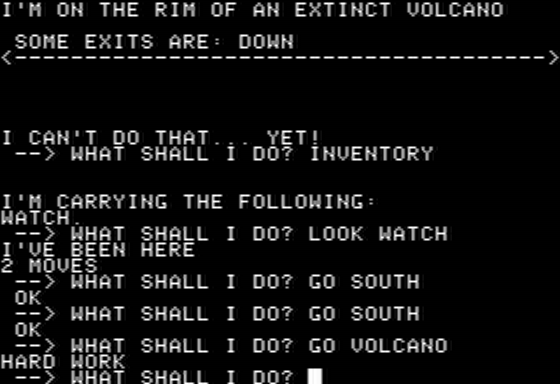 I'M ON THE RIM OF AN EXTINCT VOLCANO
SOME EXITS ARE: DOWN
<--------------------------------------->
I CAN'T DO THAT... YET!
--> WHAT SHALL I DO? INVENTORY
I'M CARRYING THE FOLLOWING:
WATCH.
--> WHAT SHALL I DO? LOOK WATCH
I'VE BEEN HERE
2 MOVES
--> WHAT SHALL I DO? GO SOUTH
OK
--> WHAT SHALL I DO? GO SOUTH
OK
--> WHAT SHALL I DO? GO VOLCANO
HARD WORK
--> WHAT SHALL I DO?